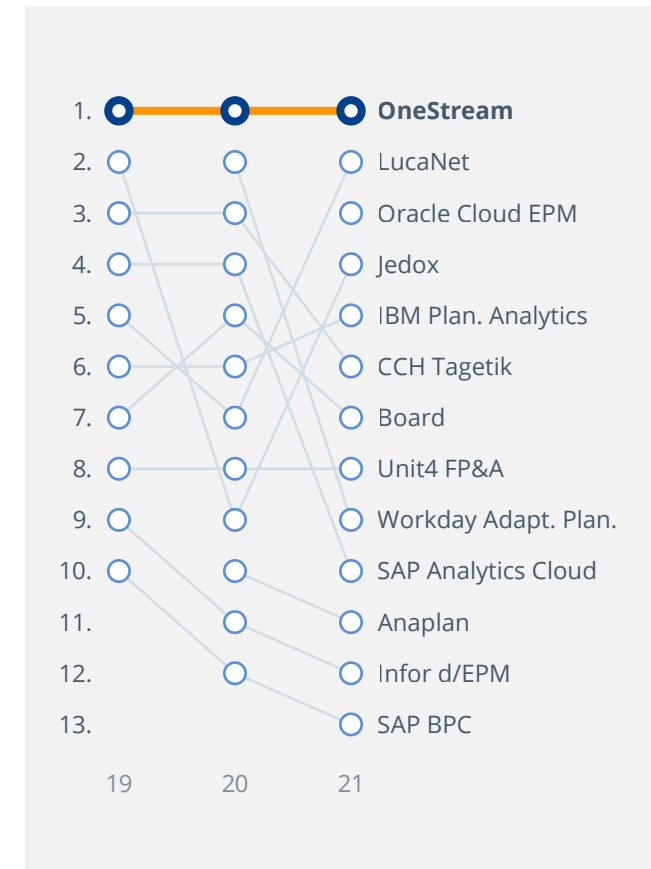 1. OneStream
2. LucaNet
3. Oracle Cloud EPM
4. Jedox
5. IBM Plan. Analytics
6. CCH Tagetik
7. Board
8. Unit4 FP&A
9. Workday Adapt. Plan.
10. SAP Analytics Cloud
11. Anaplan
12. Infor d/EPM
13. SAP BPC
19 20 21